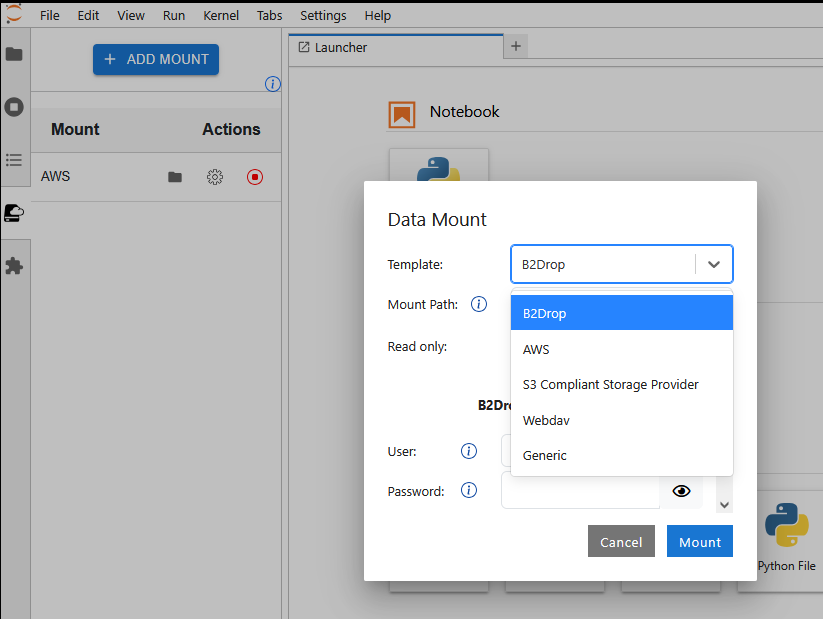 File Edit View Run Kernel Tabs Settings Help
+ ADD MOUNT
Launcher
Notebook
Mount Actions
AWS
Data Mount
Template: B2Drop
Mount Path:
Read only:
B2Drop
AWS
S3 Compliant Storage Provider
Webdav
Generic
User:
Password:
Cancel Mount
Python File